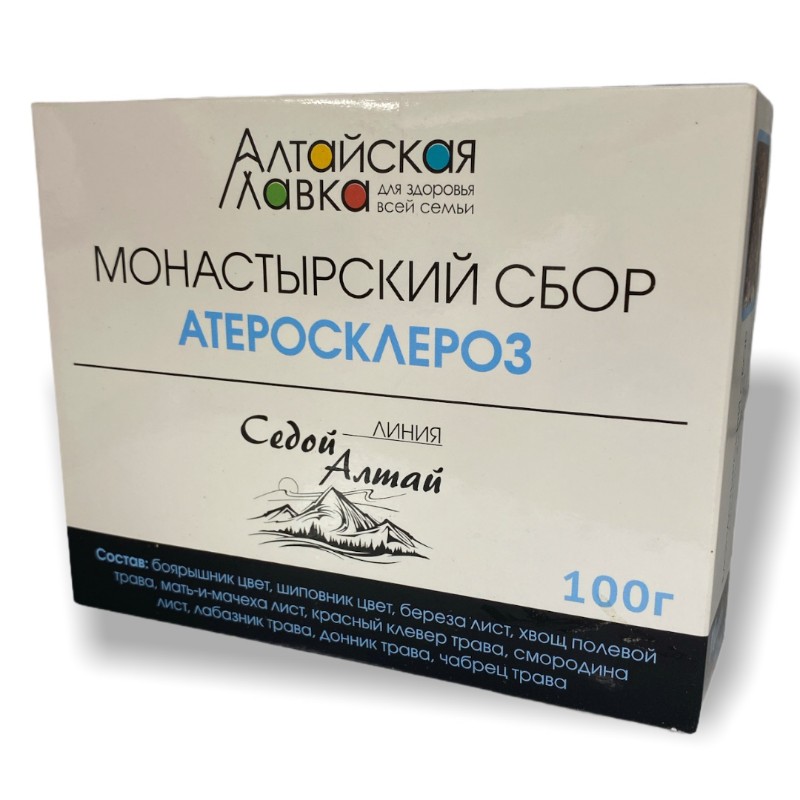 Алтайская
Лавка для здоровья
всей семьи
МОНАСТЫРСКИЙ СБОР
АТЕРОСКЛЕРОЗ
Седой ЛИНИЯ
Алтай
100г
Состав: боярышник цвет, шиповник цвет, береза лист, хвощ полевой
трава, мать-и-мачеха лист, красный клевер трава, смородина
лист, лабазник трава, донник трава, чабрец трава